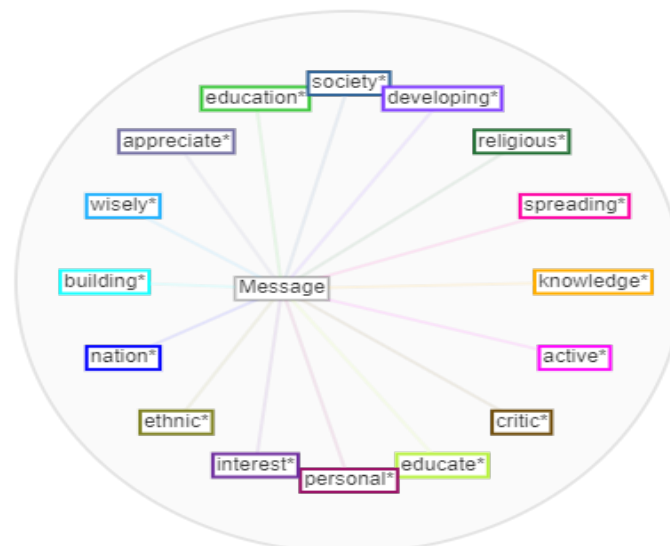 society*
education*
developing*
appreciate*
religious*
wisely*
spreading*
building*
Message
knowledge*
nation*
active*
ethnic*
critic*
interest*
educate*
personal*